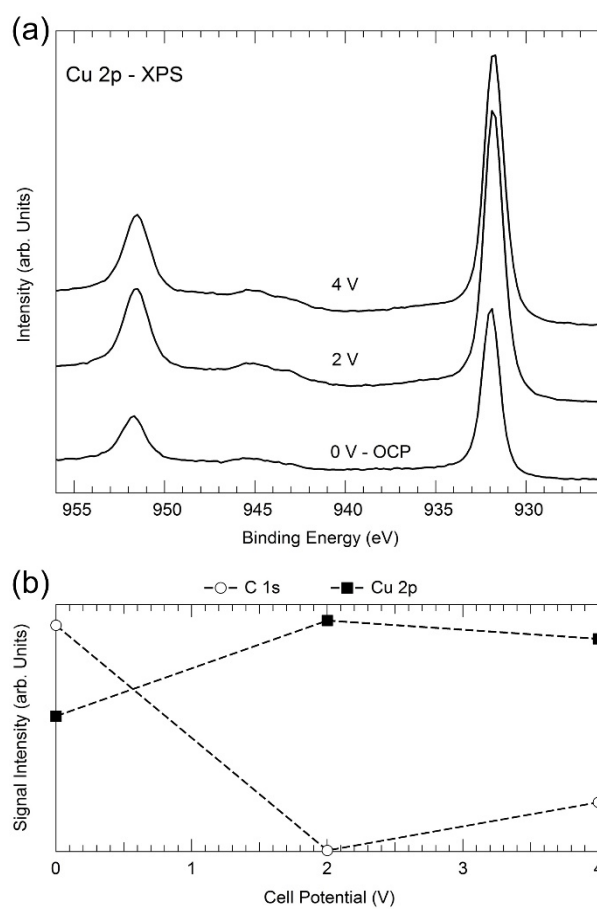 (a)
Cu 2p - XPS
Intensity (arb. Units)
4 V
2 V
0 V - OCP
955 950 945 940 935 930
Binding Energy (eV)
(b)
C 1s Cu 2p
Signal Intensity (arb. Units)
0 1 2 3 4
Cell Potential (V)